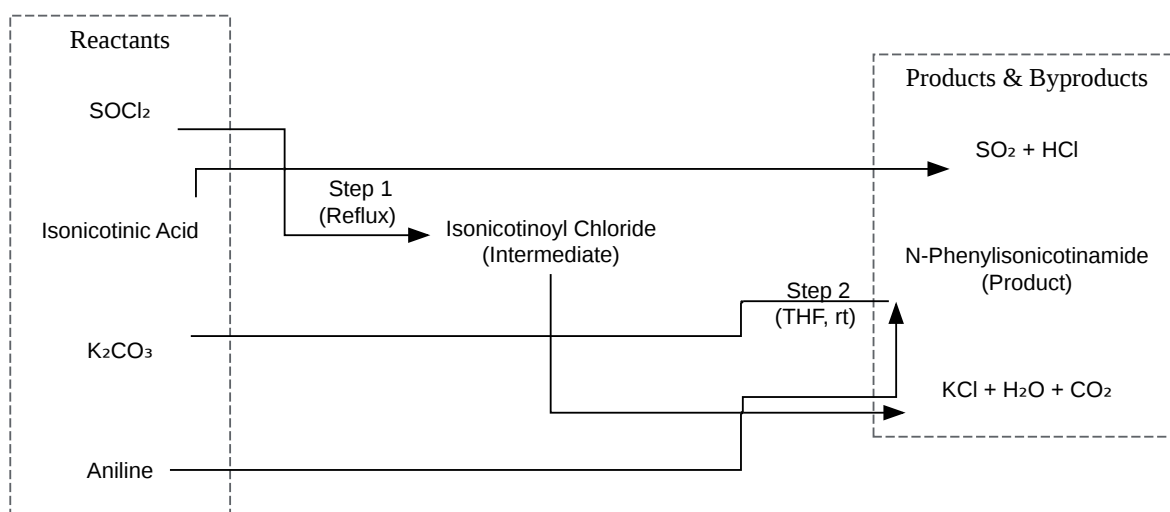 Reactants
SOCl₂
Isonicotinic Acid
K₂CO₃
Aniline
Step 1
(Reflux)
Isonicotinoyl Chloride
(Intermediate)
Step 2
(THF, rt)
Products & Byproducts
SO₂ + HCl
N-Phenylisonicotinamide
(Product)
KCl + H₂O + CO₂